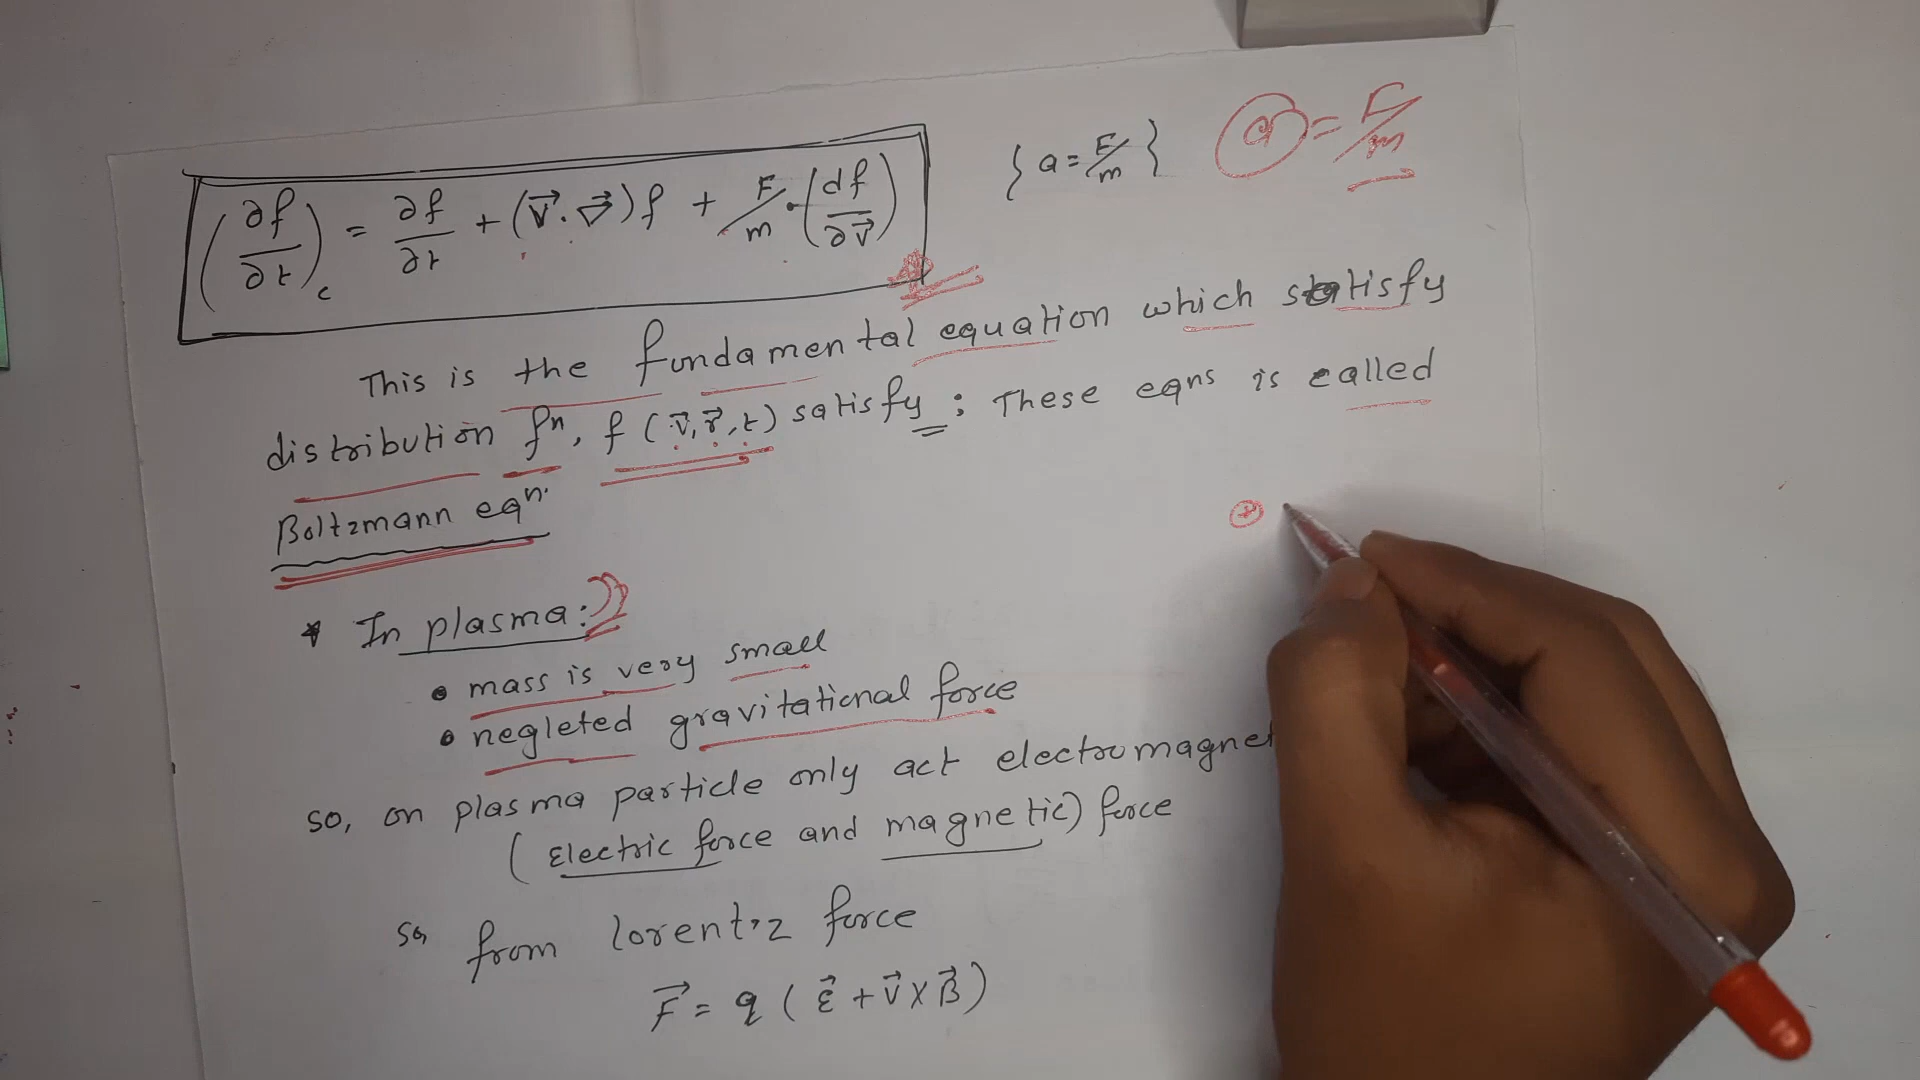 (∂f/∂t)c = ∂f/∂t + (v⃗·∇⃗)f + F/m·(df/∂v⃗) {a = F/m} a = F/m
This is the fundamental equation which satisfy
distribution fⁿ, f(v⃗,r⃗,t) satisfy; These eqns is called
Boltzmann eqⁿ.
* In plasma:
• mass is very small
• negleted gravitational force
so, on plasma particle only act electromagnet
(Electric force and magnetic) force
so from lorentz force
F⃗ = q(ε⃗ + v⃗ × B⃗)